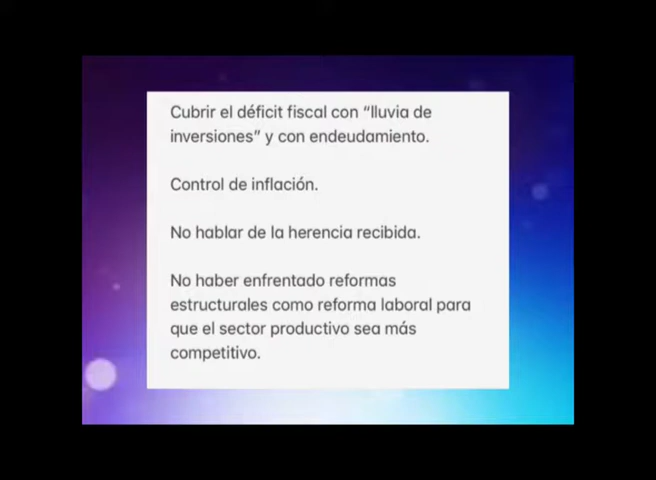 Cubrir el déficit fiscal con “lluvia de
inversiones” y con endeudamiento.
Control de inflación.
No hablar de la herencia recibida.
No haber enfrentado reformas
estructurales como reforma laboral para
que el sector productivo sea más
competitivo.